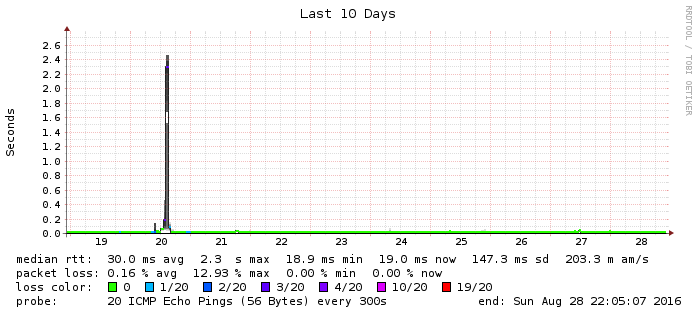 Last 10 Days
RRDTOOL / TOBI OETIKER
Seconds
2.6
2.4
2.2
2.0
1.8
1.6
1.4
1.2
1.0
0.8
0.6
0.4
0.2
0.0
19 20 21 22 23 24 25 26 27 28
median rtt: 30.0 ms avg 2.3 s max 18.9 ms min 19.0 ms now 147.3 ms sd 203.3 m am/s
packet loss: 0.16 % avg 12.93 % max 0.00 % min 0.00 % now
loss color: 0 1/20 2/20 3/20 4/20 10/20 19/20
probe: 20 ICMP Echo Pings (56 Bytes) every 300s end: Sun Aug 28 22:05:07 2016